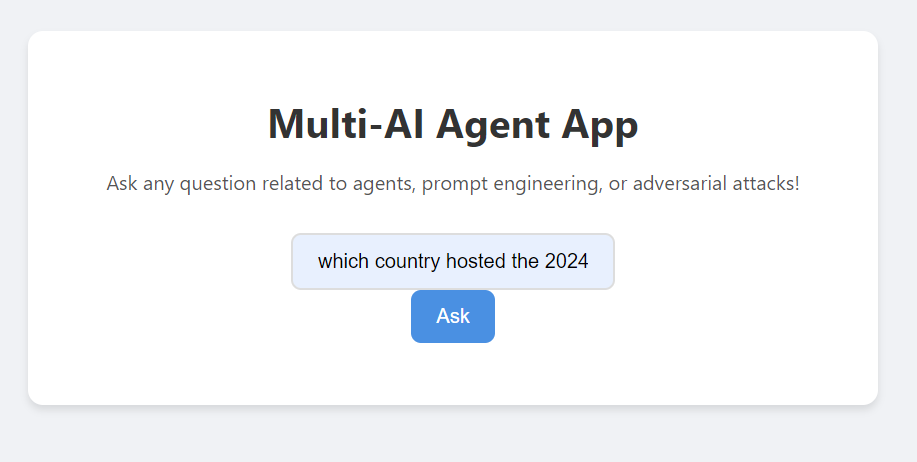 Multi-AI Agent App
Ask any question related to agents, prompt engineering, or adversarial attacks!
which country hosted the 2024
Ask